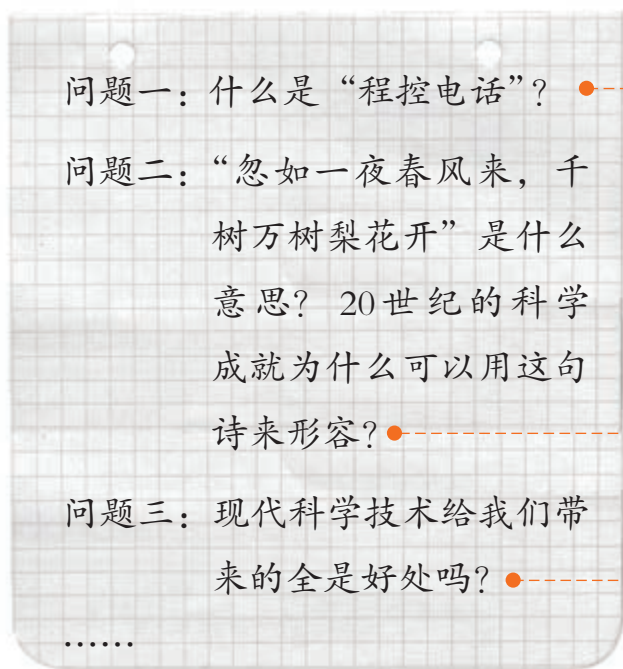 问题一：什么是“程控电话”？
问题二：“忽如一夜春风来，千
树万树梨花开”是什么
意思？20世纪的科学
成就为什么可以用这句
诗来形容？
问题三：现代科学技术给我们带
来的全是好处吗？
……